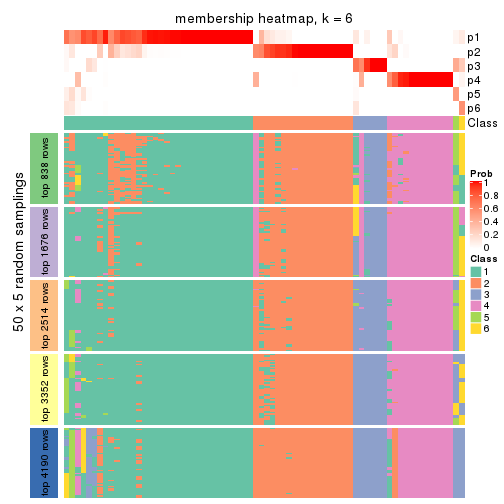 membership heatmap, k = 6
p1
p2
p3
p4
p5
p6
Class
50 x 5 random samplings
top 838 rows
top 1676 rows
top 2514 rows
top 3352 rows
top 4190 rows
Prob
1
0.8
0.6
0.4
0.2
0
Class
1
2
3
4
5
6